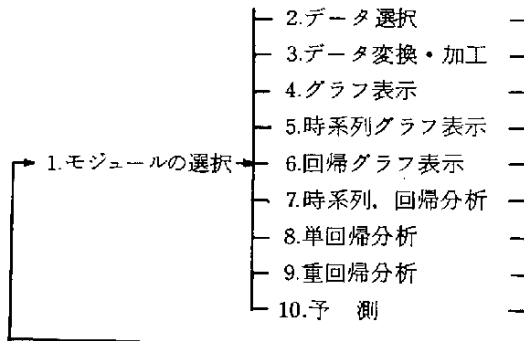 2.データ選択
3.データ変換・加工
4.グラフ表示
5.時系列グラフ表示
1.モジュールの選択
6.回帰グラフ表示
7.時系列，回帰分析
8.単回帰分析
9.重回帰分析
10.予　測